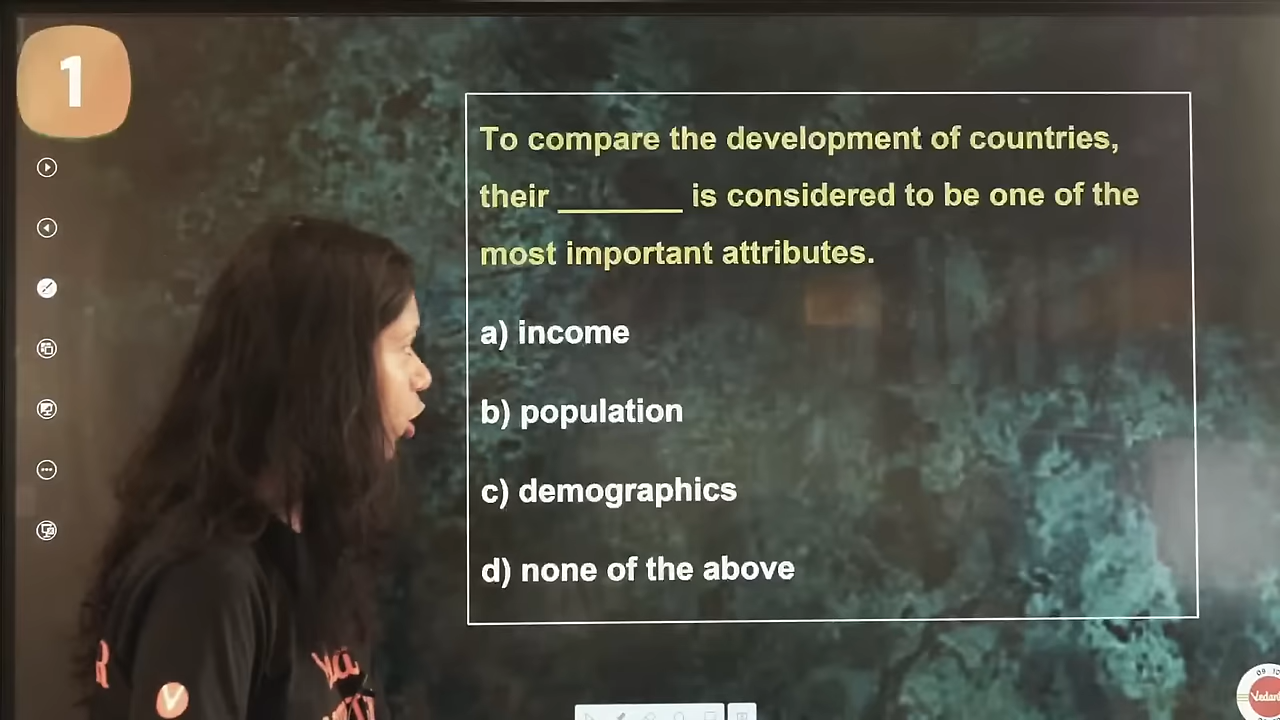 1
To compare the development of countries,
their ________ is considered to be one of the
most important attributes.
a) income
b) population
c) demographics
d) none of the above
R
V